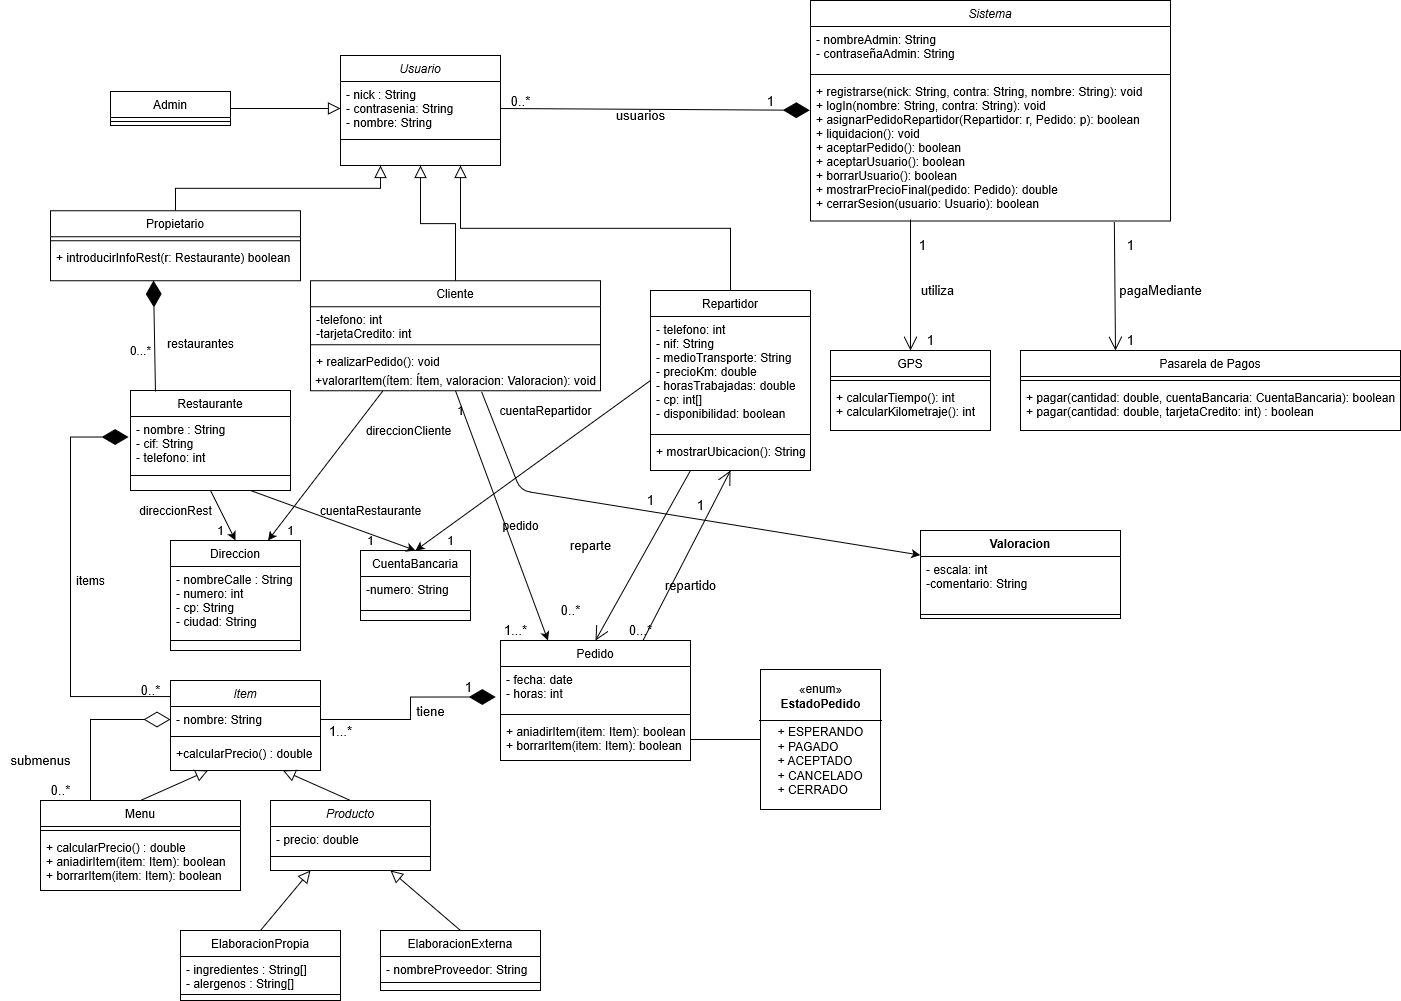 Sistema
- nombreAdmin: String
- contraseñaAdmin: String
+ registrarse(nick: String, contra: String, nombre: String): void
+ logIn(nombre: String, contra: String): void
+ asignarPedidoRepartidor(Repartidor: r, Pedido: p): boolean
+ liquidacion(): void
+ aceptarPedido(): boolean
+ aceptarUsuario(): boolean
+ borrarUsuario(): boolean
+ mostrarPrecioFinal(pedido: Pedido): double
+ cerrarSesion(usuario: Usuario): boolean
Usuario
- nick : String
- contrasenia: String
- nombre: String
Admin
0..*
1
usuarios
Propietario
+ introducirInfoRest(r: Restaurante) boolean
1
1
utiliza
pagaMediante
Cliente
-telefono: int
-tarjetaCredito: int
+ realizarPedido(): void
+valorarItem(ítem: Ítem, valoracion: Valoracion): void
Repartidor
- telefono: int
- nif: String
- medioTransporte: String
- precioKm: double
- horasTrabajadas: double
- cp: int[]
- disponibilidad: boolean
+ mostrarUbicacion(): String
restaurantes
0...*
1
1
GPS
+ calcularTiempo(): int
+ calcularKilometraje(): int
Pasarela de Pagos
+ pagar(cantidad: double, cuentaBancaria: CuentaBancaria): boolean
+ pagar(cantidad: double, tarjetaCredito: int) : boolean
Restaurante
- nombre : String
- cif: String
- telefono: int
1
cuentaRepartidor
direccionCliente
direccionRest
cuentaRestaurante
pedido
1
1
1
1
1
1
reparte
repartido
Direccion
- nombreCalle : String
- numero: int
- cp: String
- ciudad: String
CuentaBancaria
-numero: String
Valoracion
- escala: int
-comentario: String
items
0..*
1...*
0...*
Pedido
- fecha: date
- horas: int
+ aniadirItem(item: Item): boolean
+ borrarItem(item: Item): boolean
«enum»
EstadoPedido
+ ESPERANDO
+ PAGADO
+ ACEPTADO
+ CANCELADO
+ CERRADO
0..*
Item
- nombre: String
+calcularPrecio() : double
1
tiene
1...*
submenus
0..*
Menu
+ calcularPrecio() : double
+ aniadirItem(item: Item): boolean
+ borrarItem(item: Item): boolean
Producto
- precio: double
ElaboracionPropia
- ingredientes : String[]
- alergenos : String[]
ElaboracionExterna
- nombreProveedor: String